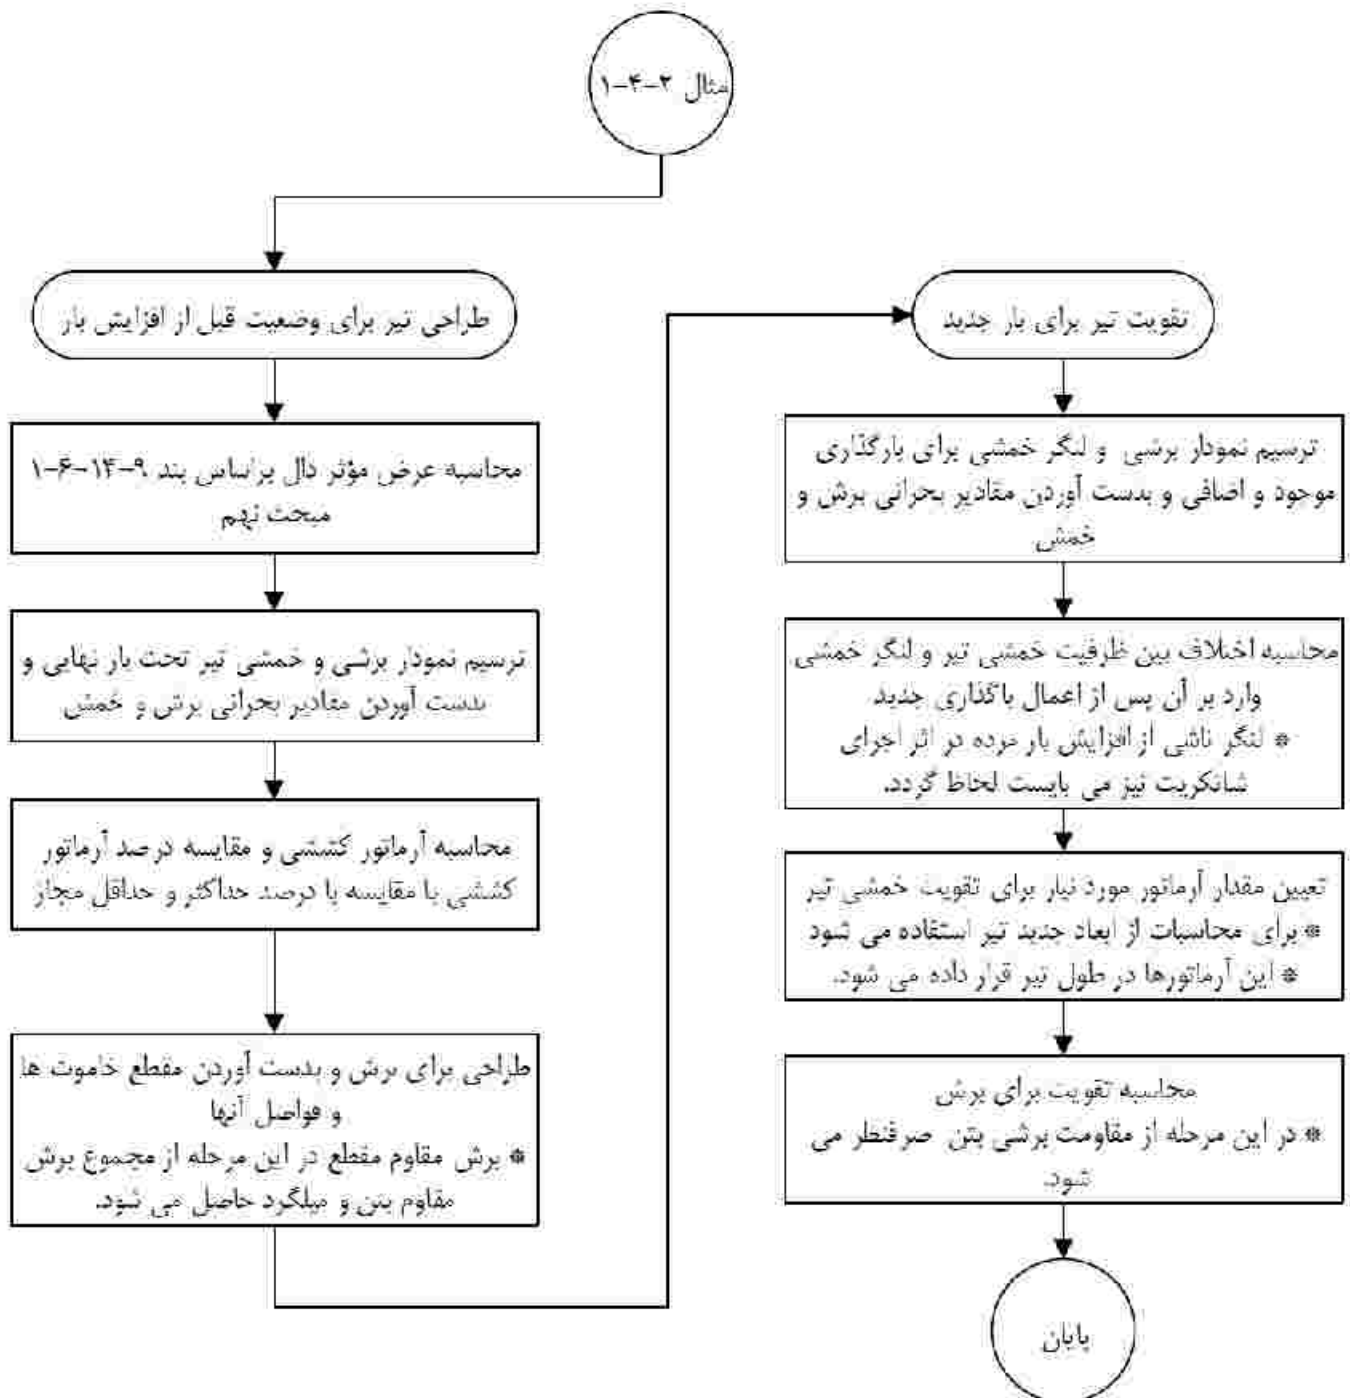 مثال ۲-۴-۱
طراحی تیر برای وضعیت قبل از افزایش بار
محاسبه عرض مؤثر دال براساس بند ۹-۱۴-۶-۱
مبحث نهم
ترسیم نمودار برشی و خمشی تیر تحت بار نهایی و
بدست آوردن مقادیر بحرانی برش و خمش
محاسبه آرماتور کششی و مقایسه درصد آرماتور
کششی با مقایسه با درصد حداکثر و حداقل مجاز
طراحی برای برش و بدست آوردن مقطع خاموت ها
و فواصل آنها
* برش مقاوم مقطع در این مرحله از مجموع برش
مقاوم بتن و میلگرد حاصل می شود.
تقویت تیر برای بار جدید
ترسیم نمودار برشی و لنگر خمشی برای بارگذاری
موجود و اضافی و بدست آوردن مقادیر بحرانی برش و
خمش
محاسبه اختلاف بین ظرفیت خمشی تیر و لنگر خمشی
وارد بر آن پس از اعمال باگذاری جدید
* لنگر ناشی از افزایش بار مرده در اثر اجرای
شاتکریت نیز می بایست لحاظ گردد.
تعیین مقدار آرماتور مورد نیاز برای تقویت خمشی تیر
* برای محاسبات از ابعاد جدید تیر استفاده می شود
* این آرماتورها در طول تیر قرار داده می شود.
محاسبه تقویت برای برش
* در این مرحله از مقاومت برشی بتن صرفنطر می
شود.
پایان